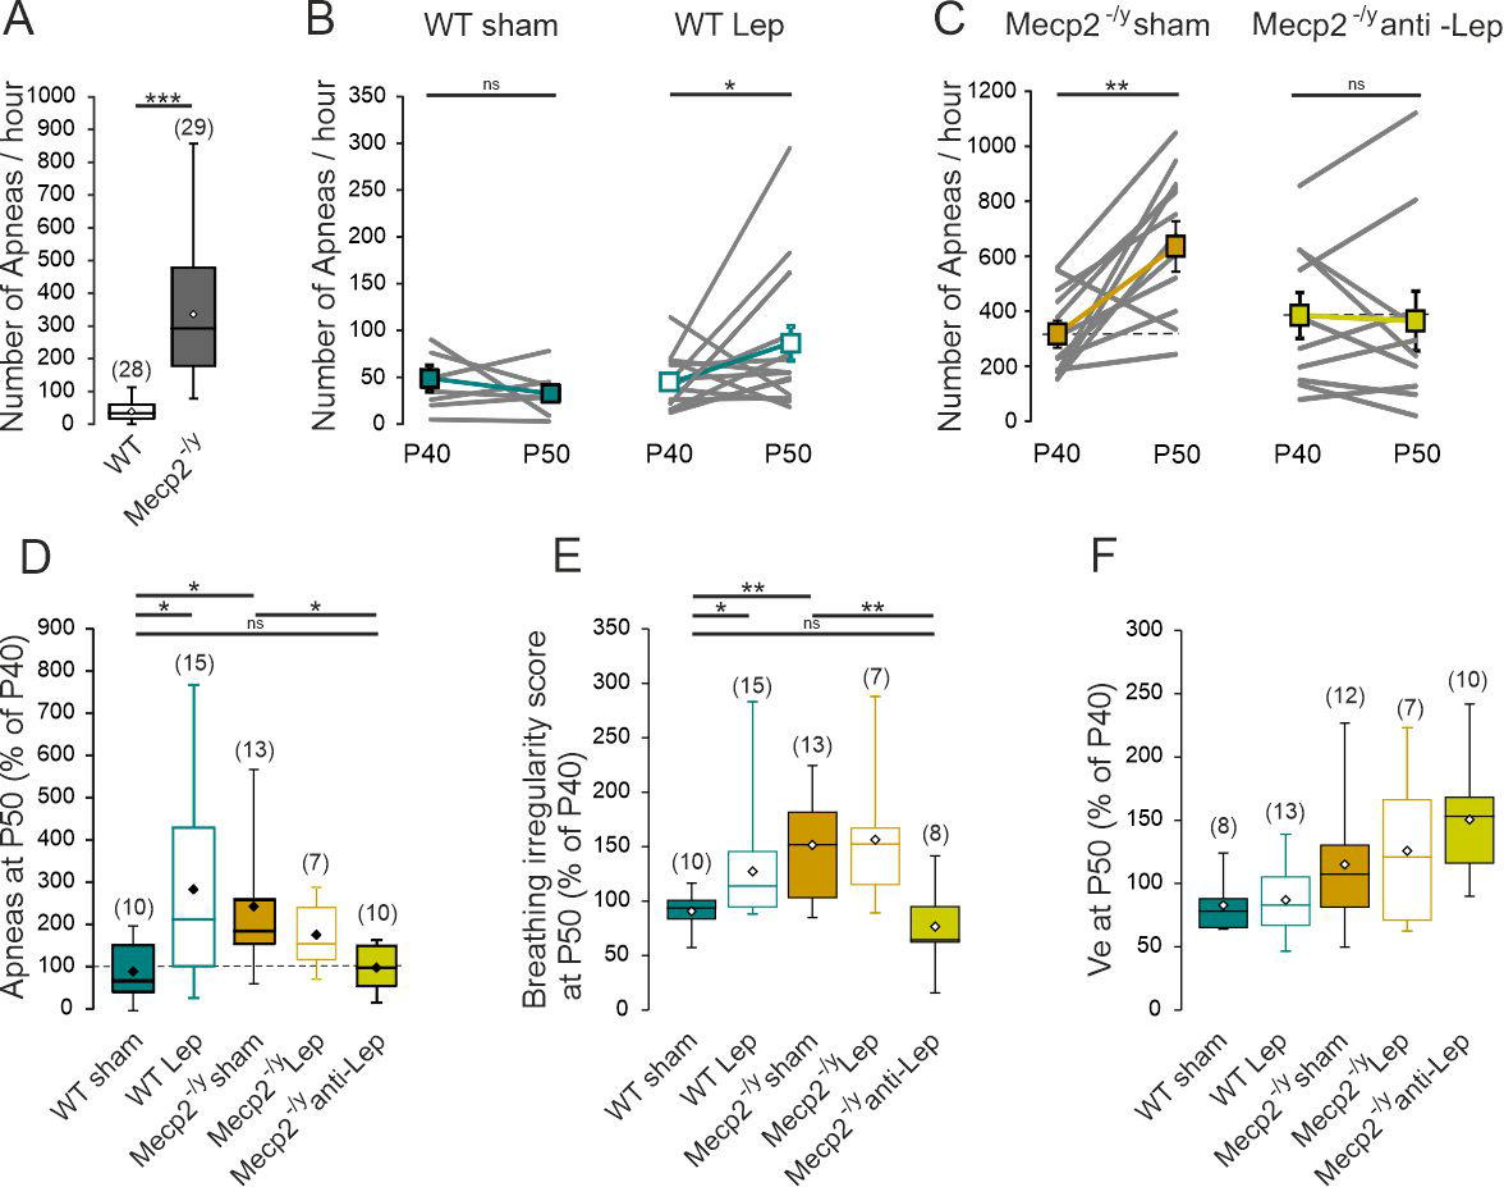 A
Number of Apneas / hour
1000
900
800
700
600
500
400
300
200
100
0
***
(28)
(29)
WT
Mecp2-/y
B
WT sham
WT Lep
Number of Apneas / hour
350
300
250
200
150
100
50
0
ns
*
P40
P50
P40
P50
C
Mecp2 -/y sham
Mecp2 -/y anti -Lep
Number of Apneas / hour
1200
1000
800
600
400
200
0
**
ns
P40
P50
P40
P50
D
Apneas at P50 (% of P40)
900
800
700
600
500
400
300
200
100
0
*
*
*
ns
(10)
(15)
(13)
(7)
(10)
WT sham
WT Lep
Mecp2-/y sham
Mecp2-/y Lep
Mecp2-/y anti-Lep
E
Breathing irregularity score
at P50 (% of P40)
350
300
250
200
150
100
50
0
**
*
**
ns
(10)
(15)
(13)
(7)
(8)
WT sham
WT Lep
Mecp2-/y sham
Mecp2-/y Lep
Mecp2-/y anti-Lep
F
Ve at P50 (% of P40)
300
250
200
150
100
50
0
(8)
(13)
(12)
(7)
(10)
WT sham
WT Lep
Mecp2-/y sham
Mecp2-/y Lep
Mecp2-/y anti-Lep